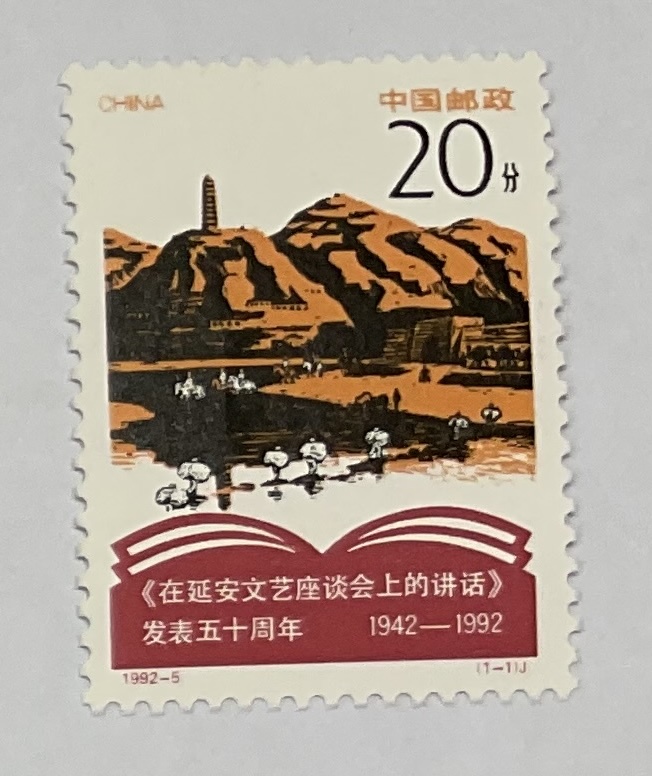 CHINA 中国邮政
20分
《在延安文艺座谈会上的讲话》
发表五十周年 1942—1992
1992-5 (1-1)J